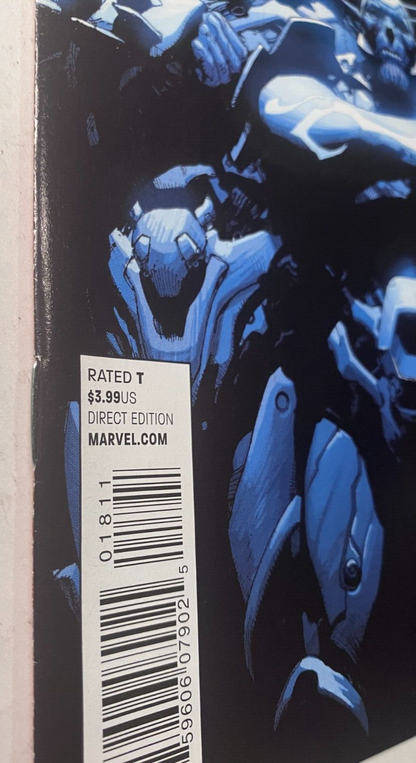 RATED T
$3.99US
DIRECT EDITION
MARVEL.COM
01811
5
59606 07902